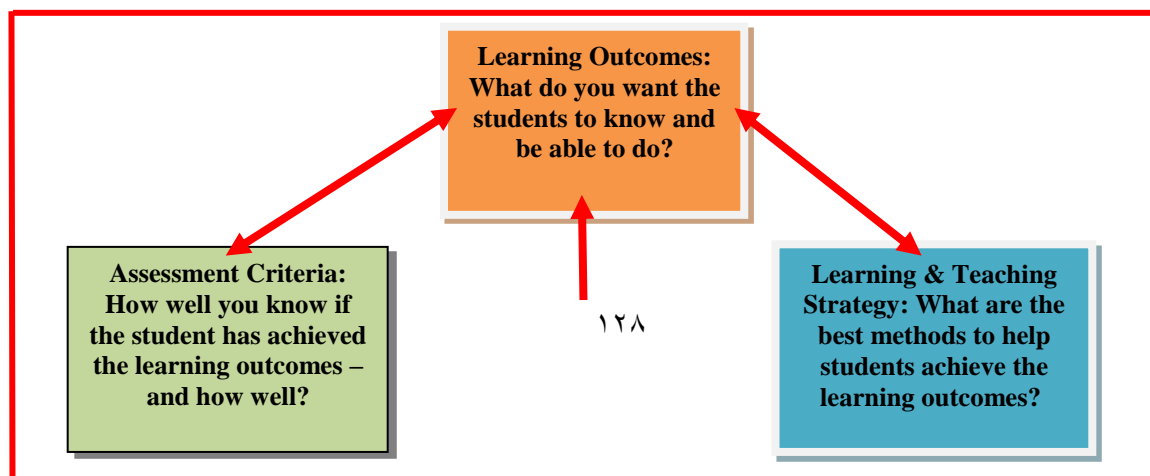 Learning Outcomes:
What do you want the
students to know and
be able to do?
Assessment Criteria:
How well you know if
the student has achieved
the learning outcomes –
and how well?
١٢٨
Learning & Teaching
Strategy: What are the
best methods to help
students achieve the
learning outcomes?